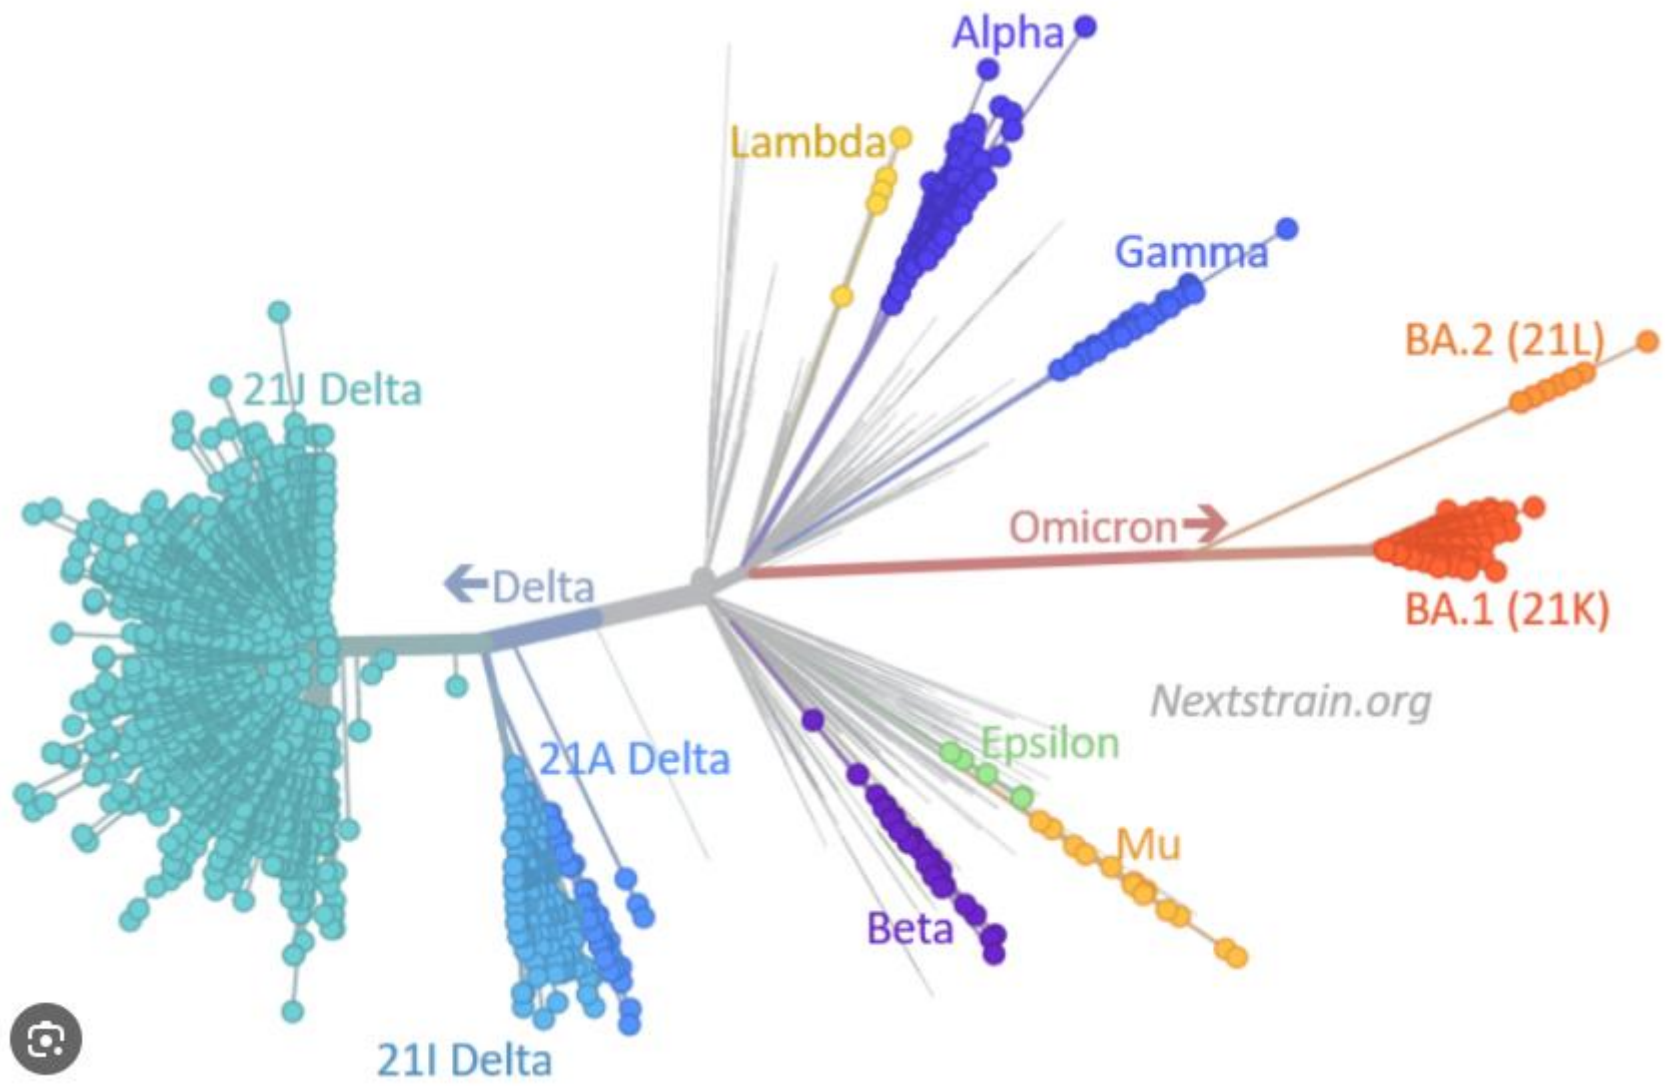 Alpha
Lambda
Gamma
BA.2 (21L)
21J Delta
Omicron→
←Delta
BA.1 (21K)
Nextstrain.org
21A Delta
Epsilon
Mu
Beta
21I Delta